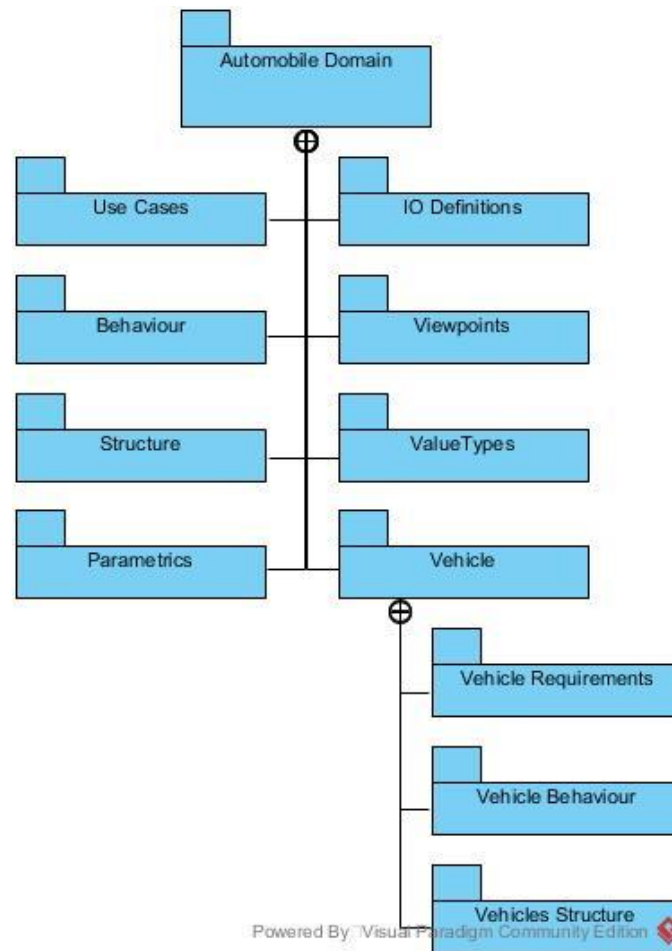 Automobile Domain
Use Cases
IO Definitions
Behaviour
Viewpoints
Structure
ValueTypes
Parametrics
Vehicle
Vehicle Requirements
Vehicle Behaviour
Vehicles Structure
Powered By Visual Paradigm Community Edition